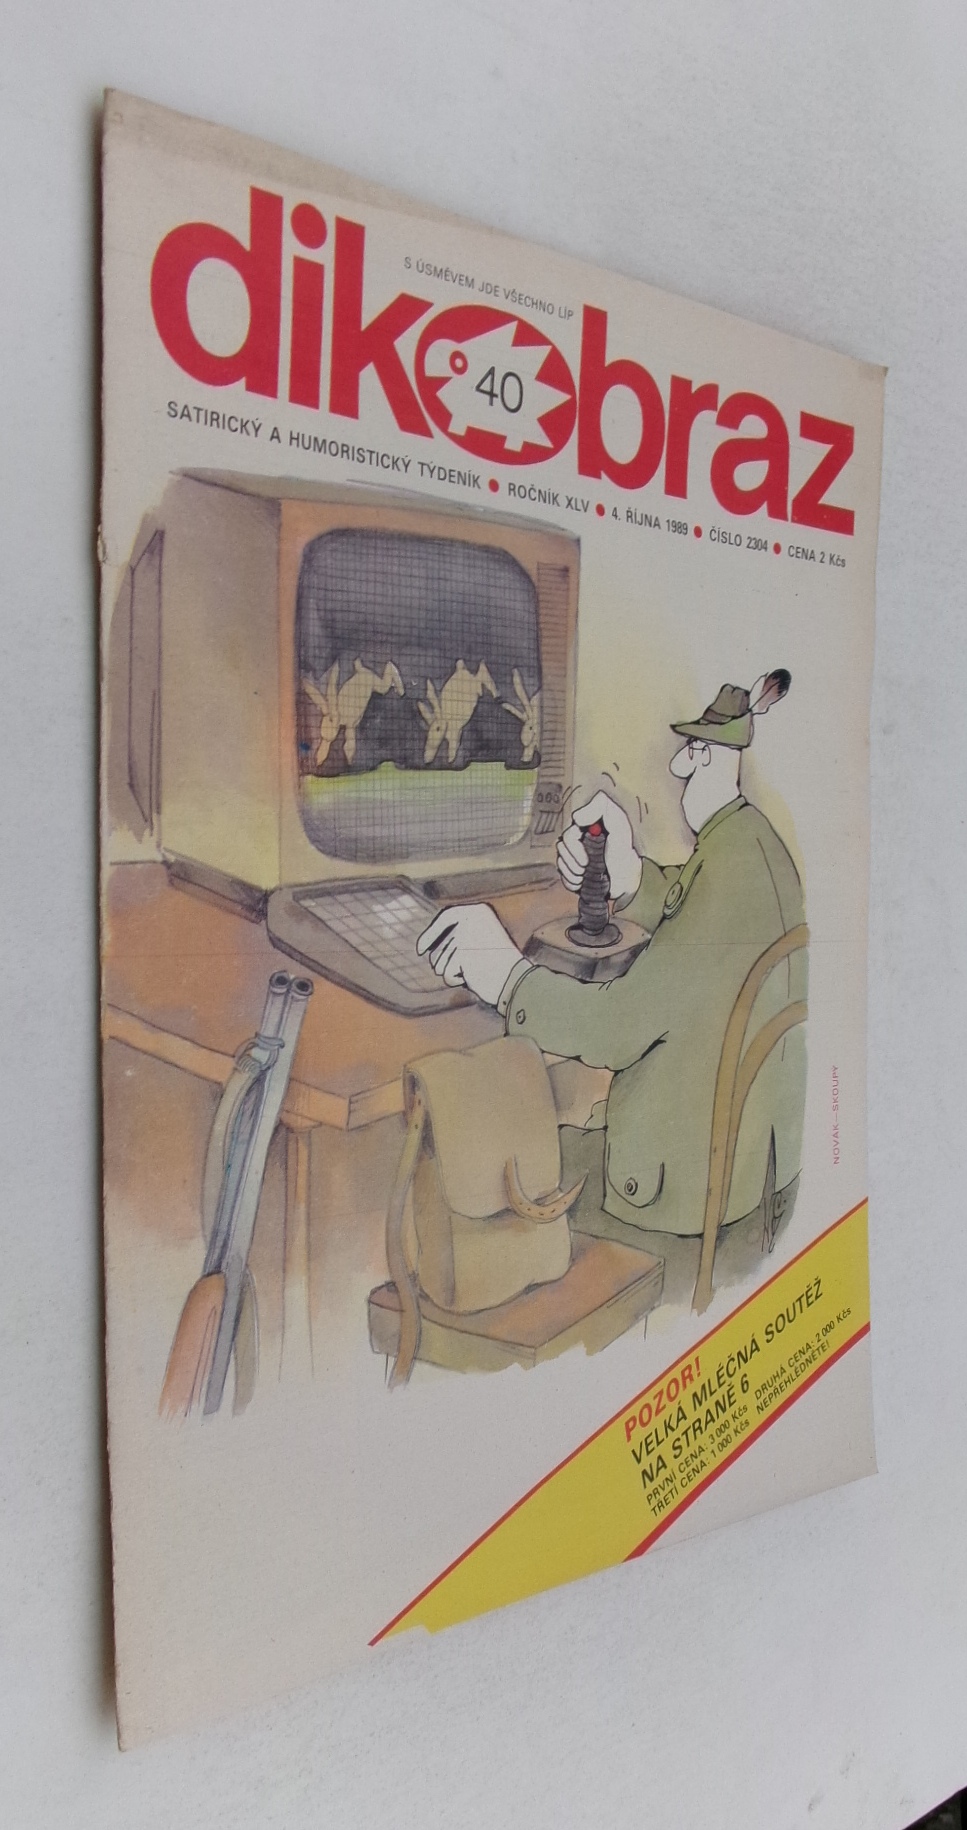 S ÚSMĚVEM JDE VŠECHNO LÍP
dikobraz
40
SATIRICKÝ A HUMORISTICKÝ TÝDENÍK • ROČNÍK XLV • 4. ŘÍJNA 1989 • ČÍSLO 2304 • CENA 2 Kčs
NOVÁK—SKOUPÝ
POZOR!
VELKÁ MLÉČNÁ SOUTĚŽ
NA STRANĚ 6
PRVNÍ CENA: 3 000 Kčs DRUHÁ CENA: 2 000 Kčs
TŘETÍ CENA: 1 000 Kčs NEPŘEHLÉDNĚTE!